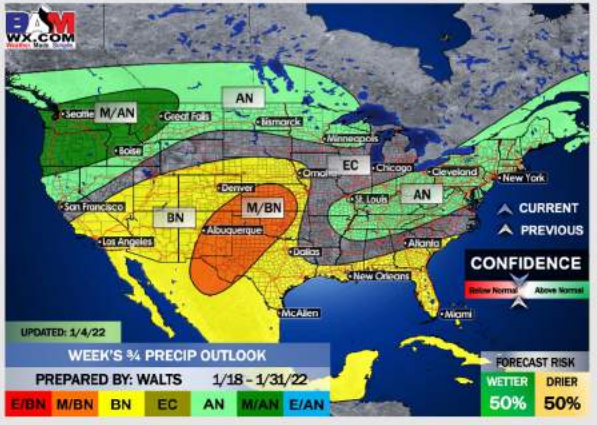 BAM
WX.COM
Weather Made Simple.
AN
M/AN
Seattle
Great Falls
Bismarck
Minneapolis
Boise
EC
Omaha
Chicago
Cleveland
New York
Denver
AN
San Francisco
BN
M/BN
St. Louis
CURRENT
Albuquerque
PREVIOUS
Los Angeles
Atlanta
Dallas
CONFIDENCE
New Orleans
Below Normal Above Normal
McAllen
Miami
UPDATED: 1/4/22
WEEK'S ¾ PRECIP OUTLOOK
FORECAST RISK
PREPARED BY: WALTS 1/18 - 1/31/22
WETTER DRIER
50% 50%
E/BN M/BN BN EC AN M/AN E/AN